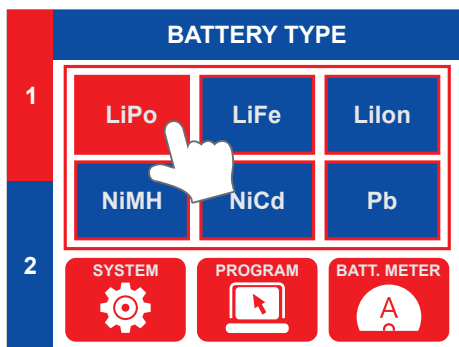 BATTERY TYPE
1
LiPo LiFe LiIon
NiMH NiCd Pb
2
SYSTEM PROGRAM BATT. METER
A